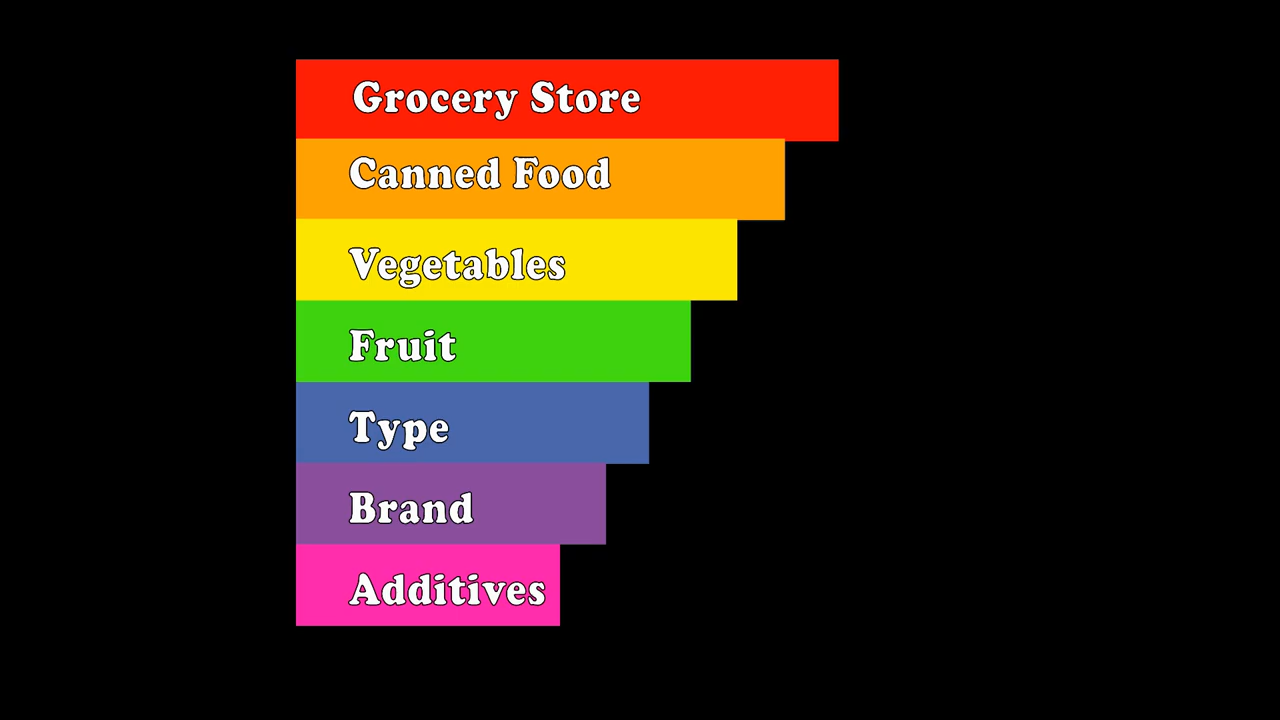 Grocery Store
Canned Food
Vegetables
Fruit
Type
Brand
Additives